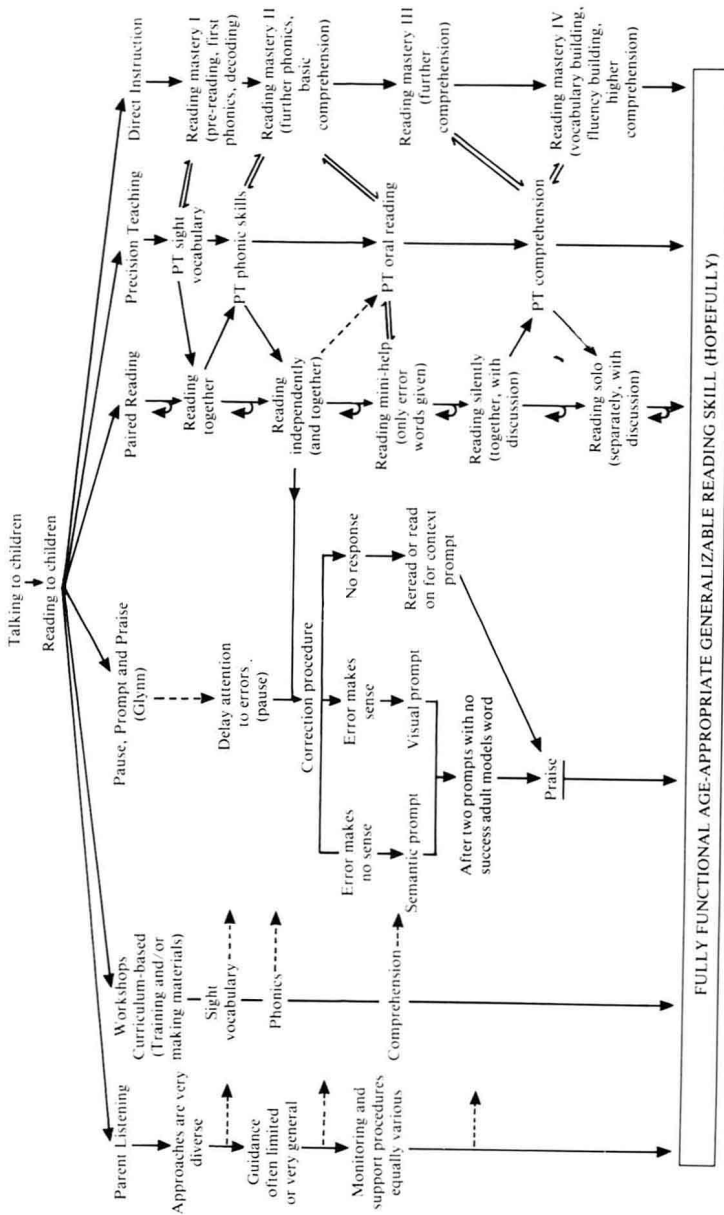 Talking to children
Reading to children
Parent Listening
Approaches are very
diverse
Guidance
often limited
or very general
Monitoring and
support procedures
equally various
Workshops
Curriculum-based
(Training and/or
making materials)
Sight
vocabulary
Phonics
Comprehension
Pause, Prompt and Praise
(Glynn)
Delay attention
to errors
(pause)
Correction procedure
Error makes
no sense
Semantic prompt
Error makes
sense
Visual prompt
No response
Reread or read
on for context
prompt
After two prompts with no
success adult models word
Praise
Paired Reading
Reading
together
Reading
independently
(and together)
Reading mini-help
(only error
words given)
Reading silently
(together, with
discussion)
Reading solo
(separately, with
discussion)
Precision Teaching
PT sight
vocabulary
PT phonic skills
PT oral reading
PT comprehension
Direct Instruction
Reading mastery I
(pre-reading, first
phonics, decoding)
Reading mastery II
(further phonics,
basic
comprehension)
Reading mastery III
(further
comprehension)
Reading mastery IV
(vocabulary building,
fluency building,
higher
comprehension)
FULLY FUNCTIONAL AGE-APPROPRIATE GENERALIZABLE READING SKILL (HOPEFULLY)